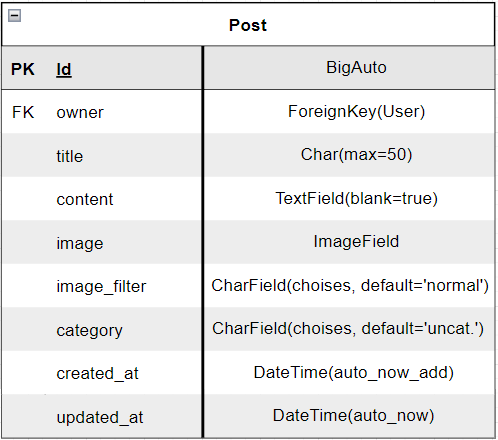 Post
PK Id BigAuto
FK owner ForeignKey(User)
title Char(max=50)
content TextField(blank=true)
image ImageField
image_filter CharField(choises, default='normal')
category CharField(choises, default='uncat.')
created_at DateTime(auto_now_add)
updated_at DateTime(auto_now)